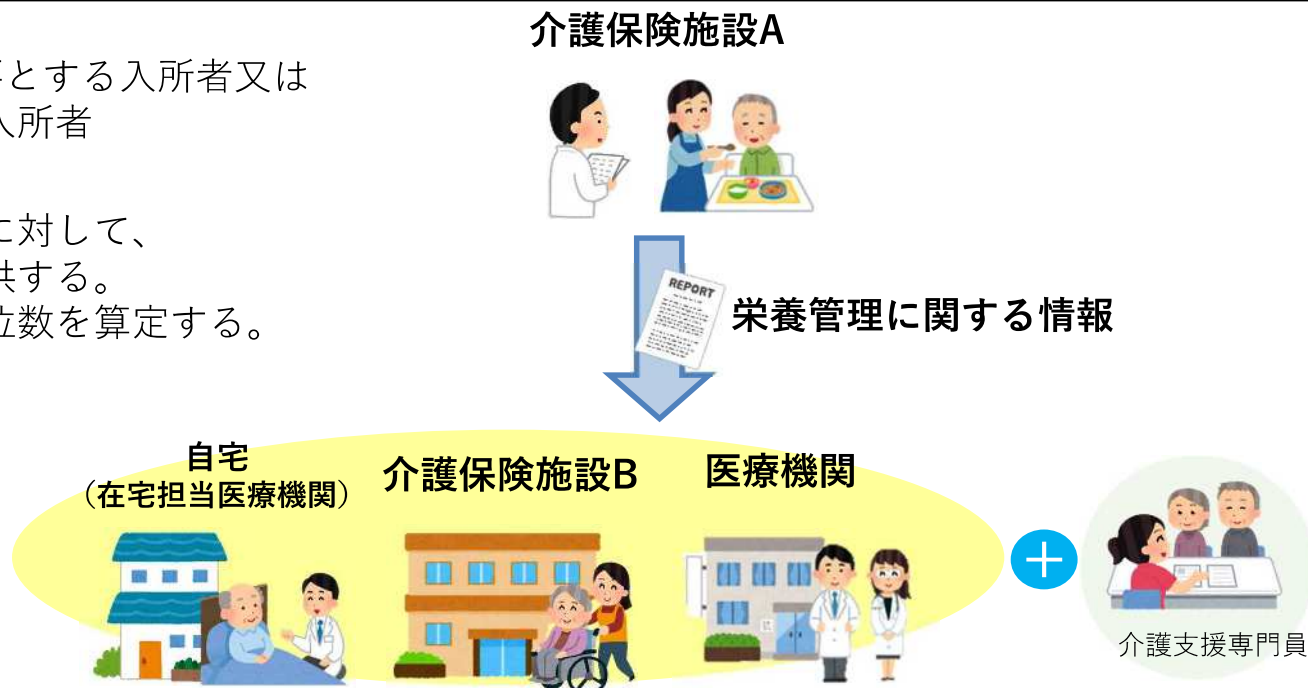 介護保険施設A
とする入所者又は
入所者
に対して、
供する。
位数を算定する。
REPORT
栄養管理に関する情報
自宅
（在宅担当医療機関）
介護保険施設B
医療機関
＋
介護支援専門員